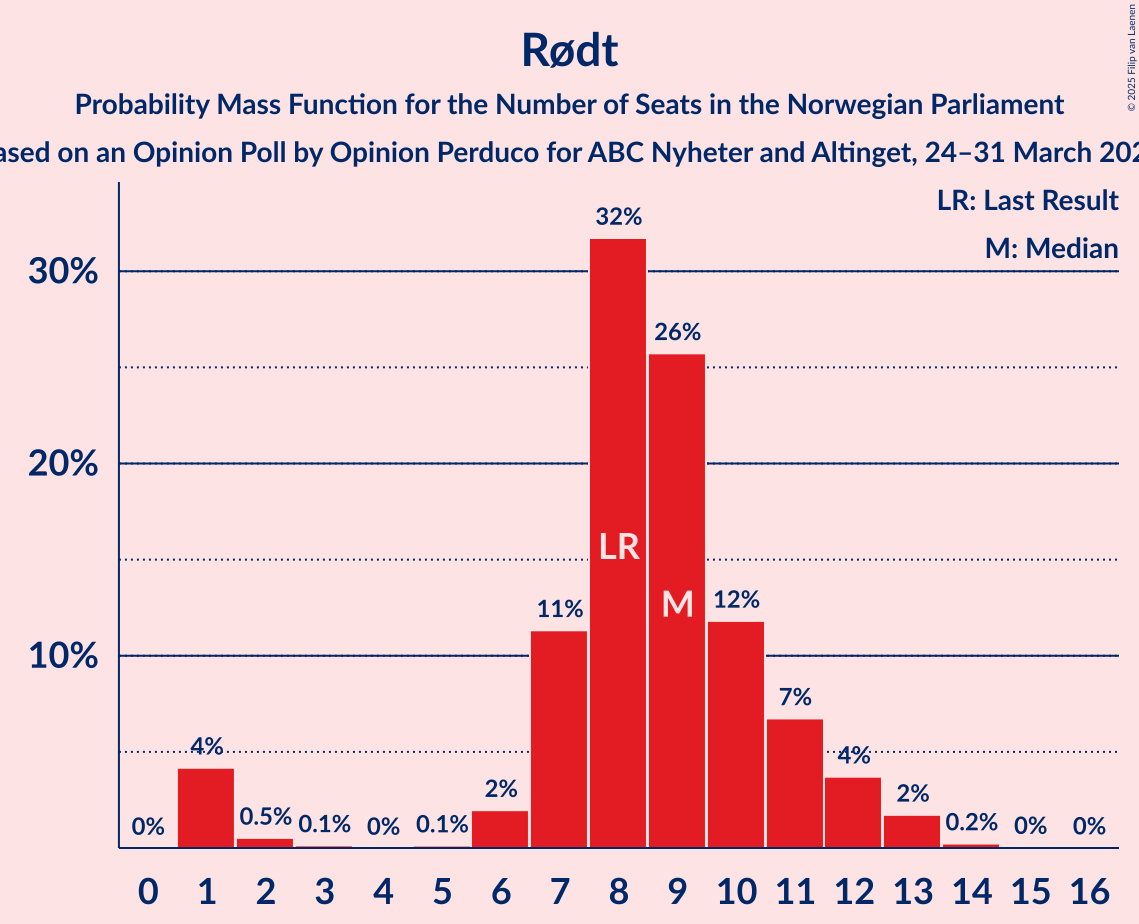 Rødt
Probability Mass Function for the Number of Seats in the Norwegian Parliament
on an Opinion Poll by Opinion Perduco for ABC Nyheter and Altinget, 24–31 March
© 2025 Filip van Laenen
LR: Last Result
M: Median
30%
20%
10%
0%
4%
0.5%
0.1%
0%
0.1%
2%
11%
32%
26%
12%
7%
4%
2%
0.2%
0%
0%
LR
M
0 1 2 3 4 5 6 7 8 9 10 11 12 13 14 15 16